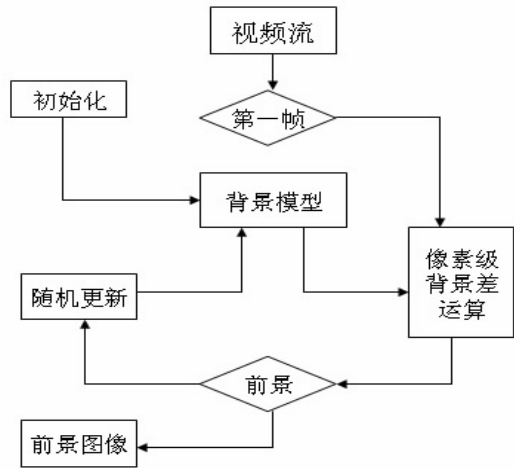 视频流
初始化
第一帧
背景模型
像素级
背景差
运算
随机更新
前景
前景图像